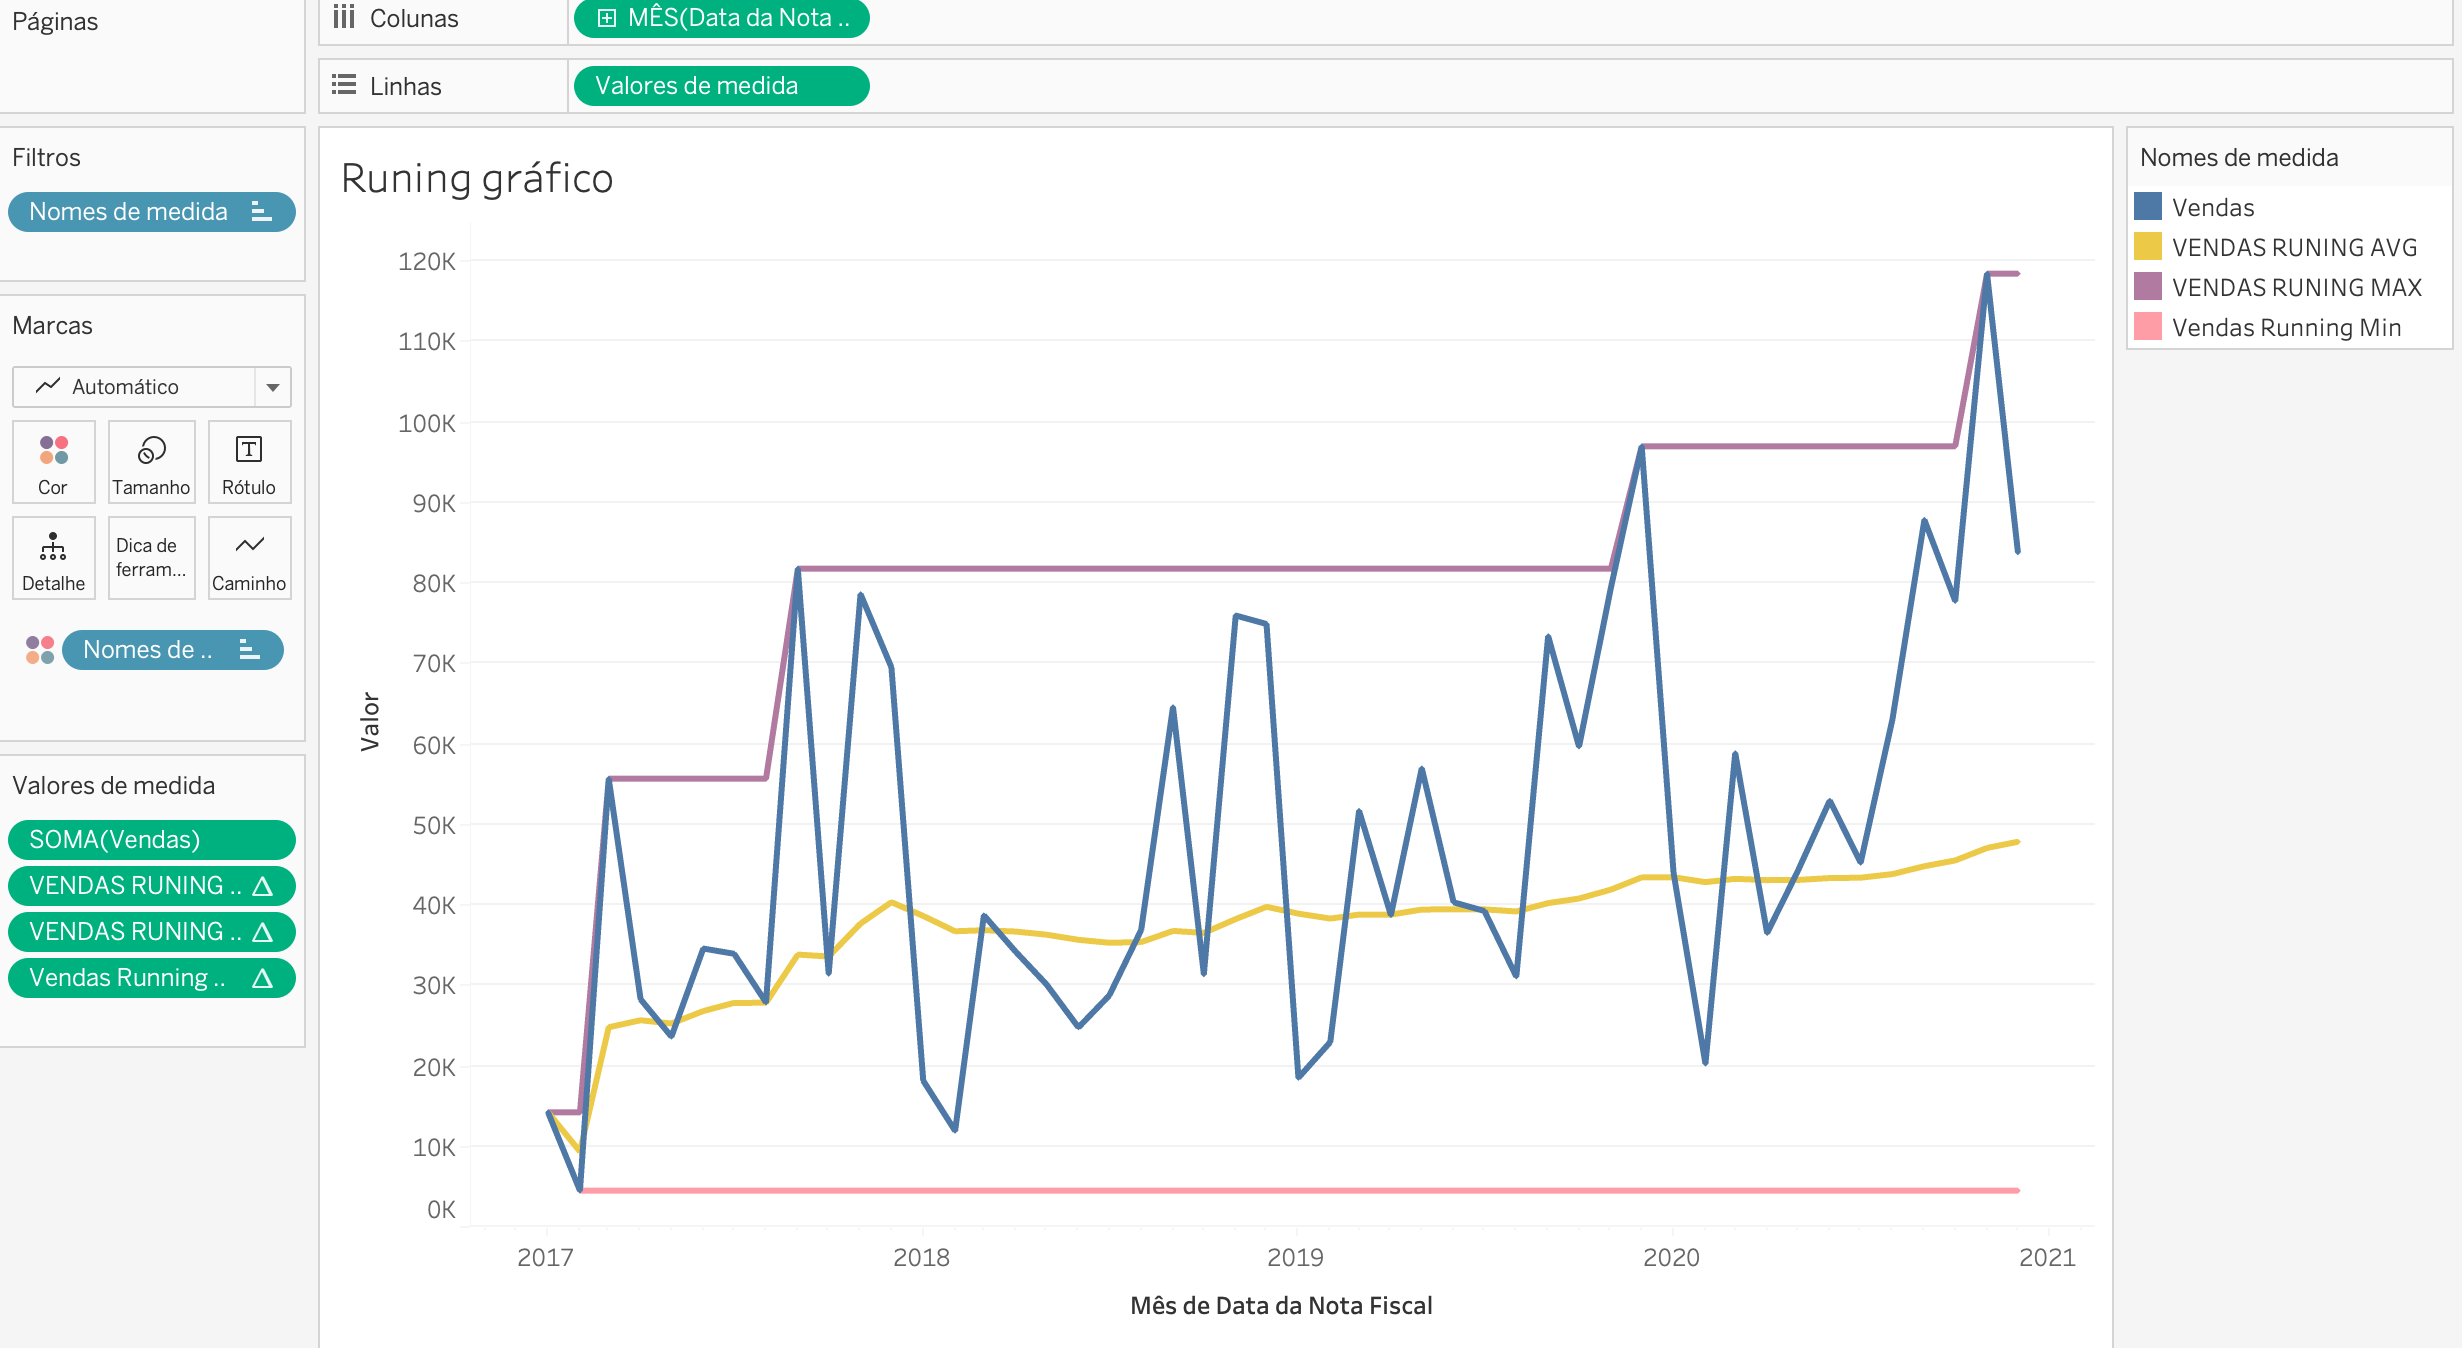 Páginas
Colunas
MÊS(Data da Nota ..
Linhas
Valores de medida
Filtros
Nomes de medida
Marcas
Automático
Cor
Tamanho
Rótulo
Detalhe
Dica de
ferram...
Caminho
Nomes de ..
Valores de medida
SOMA(Vendas)
VENDAS RUNING ..
VENDAS RUNING ..
Vendas Running ..
Runing gráfico
120K
110K
100K
90K
80K
70K
60K
50K
40K
30K
20K
10K
0K
Valor
2017
2018
2019
2020
2021
Mês de Data da Nota Fiscal
Nomes de medida
Vendas
VENDAS RUNING AVG
VENDAS RUNING MAX
Vendas Running Min